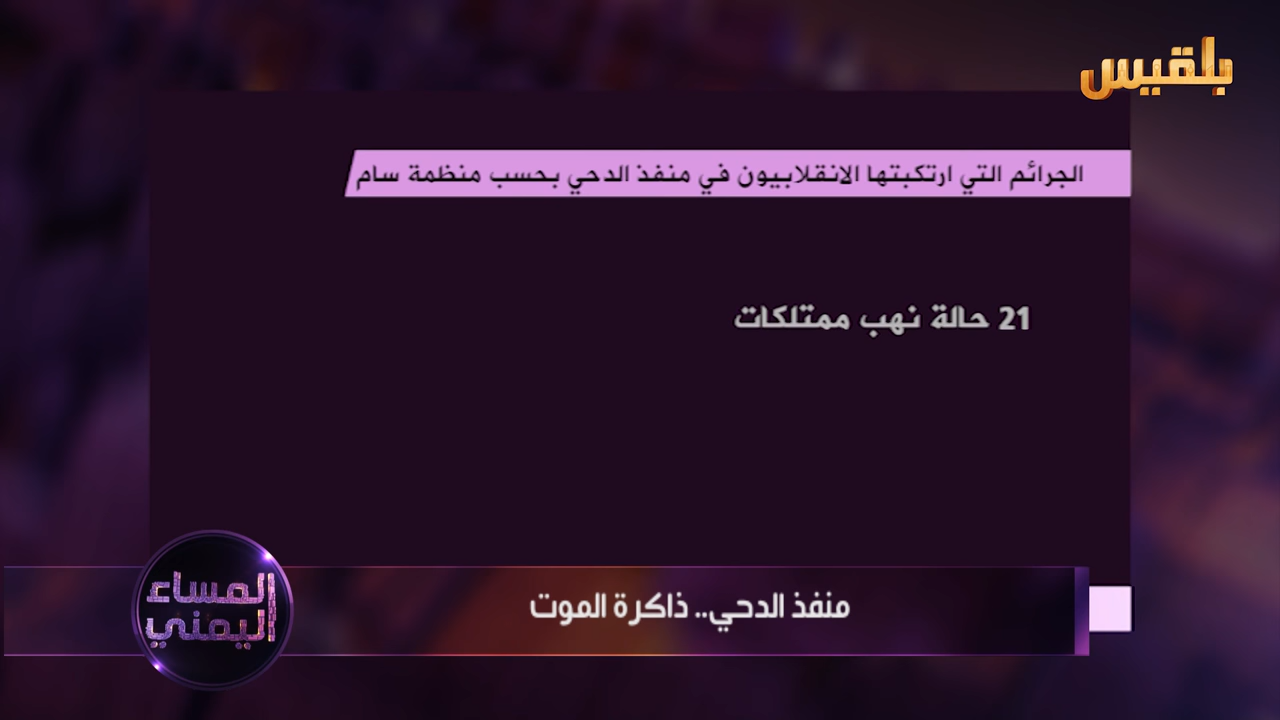 بلقيس
الجرائم التي ارتكبتها الانقلابيون في منفذ الدحي بحسب منظمة سام
21 حالة نهب ممتلكات
منفذ الدحي.. ذاكرة الموت
المساء
اليمني